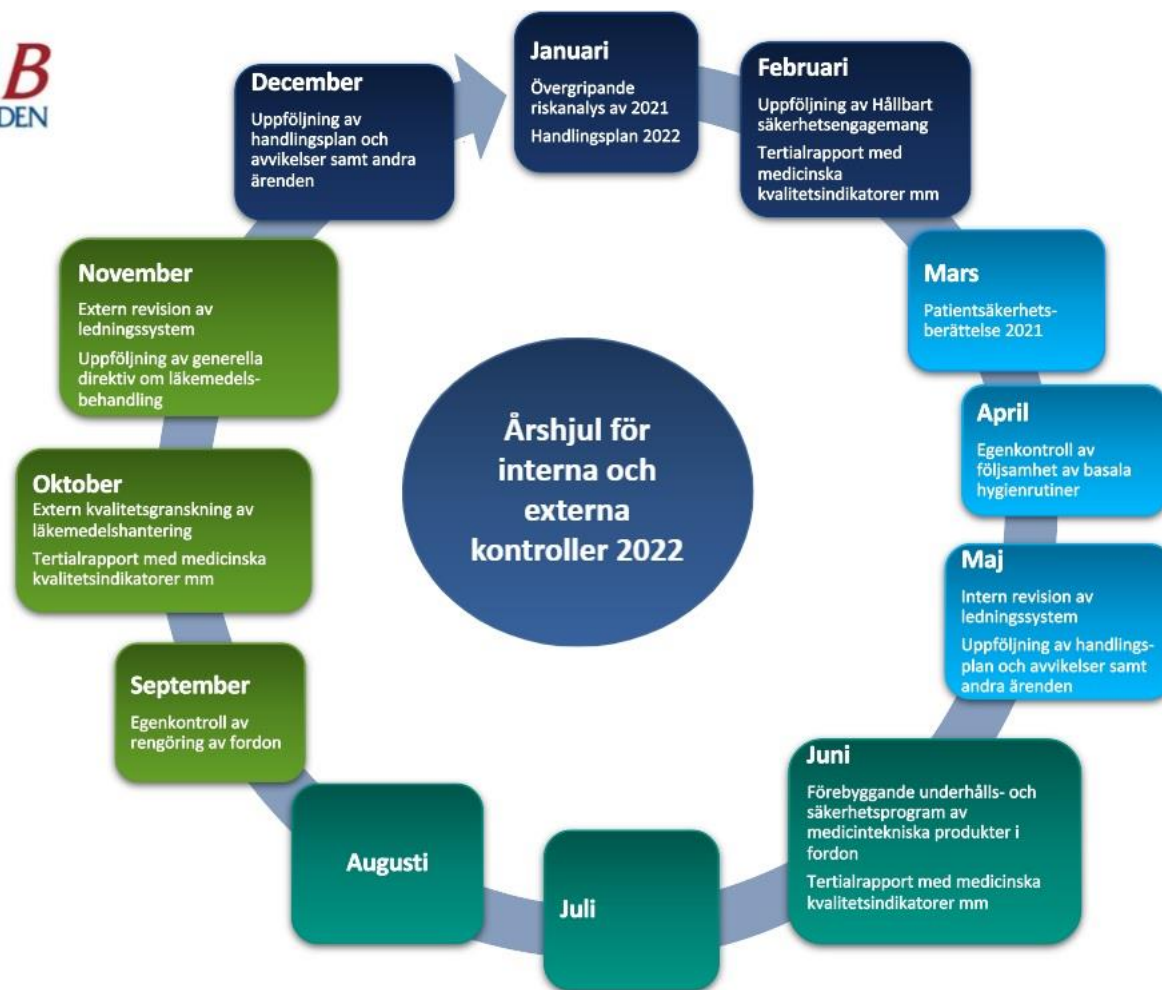 B
DEN
Januari
Övergripande
riskanalys av 2021
Handlingsplan 2022
Februari
Uppföljning av Hållbart
säkerhetsengagemang
Tertialrapport med
medicinska
kvalitetsindikatorer mm
Mars
Patientsäkerhets-
berättelse 2021
April
Egenkontroll av
följsamhet av basala
hygienrutiner
Maj
Intern revision av
ledningssystem
Uppföljning av handlings-
plan och avvikelser samt
andra ärenden
Juni
Förebyggande underhålls- och
säkerhetsprogram av
medicintekniska produkter i
fordon
Tertialrapport med medicinska
kvalitetsindikatorer mm
Juli
Augusti
September
Egenkontroll av
rengöring av fordon
Oktober
Extern kvalitetsgranskning av
läkemedelshantering
Tertialrapport med medicinska
kvalitetsindikatorer mm
November
Extern revision av
ledningssystem
Uppföljning av generella
direktiv om läkemedels-
behandling
December
Uppföljning av
handlingsplan och
avvikelser samt andra
ärenden
Årshjul för
interna och
externa
kontroller 2022